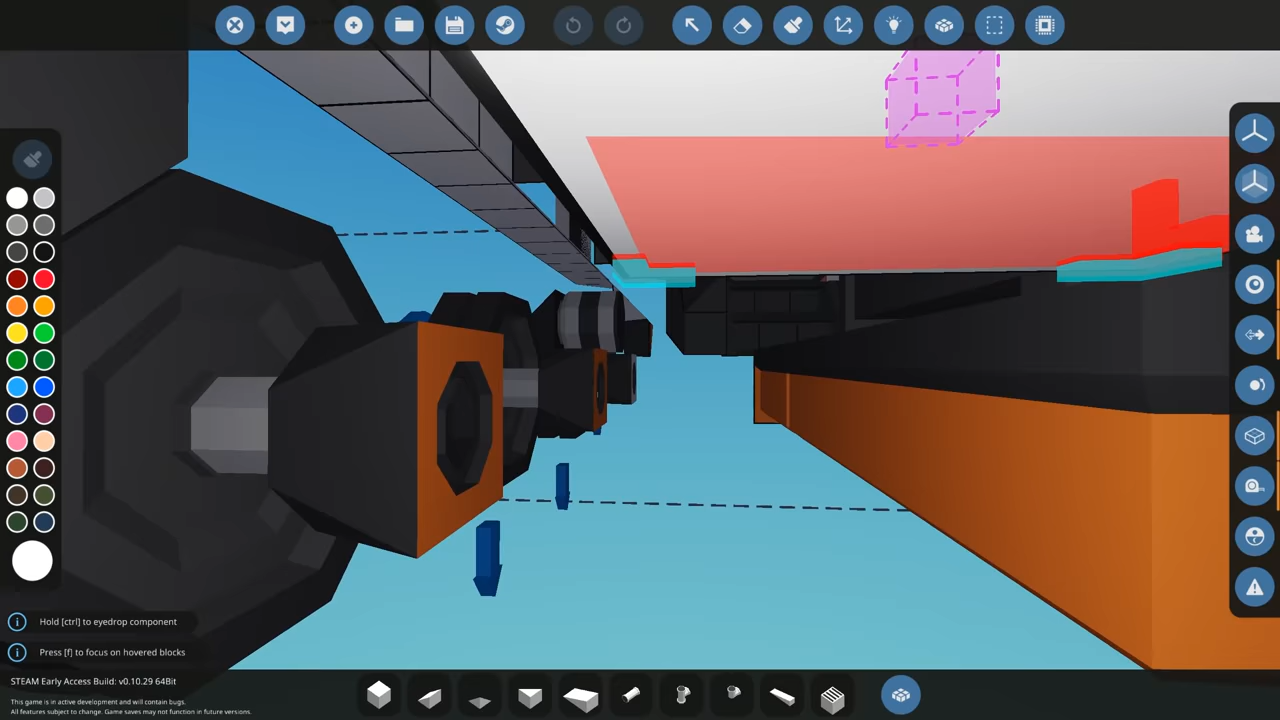 Hold [ctrl] to eyedrop component
Press [f] to focus on hovered blocks
STEAM Early Access Build: v0.10.29 64Bit
This game is in active development and will contain bugs.
All features subject to change. Game saves may not function in future versions.